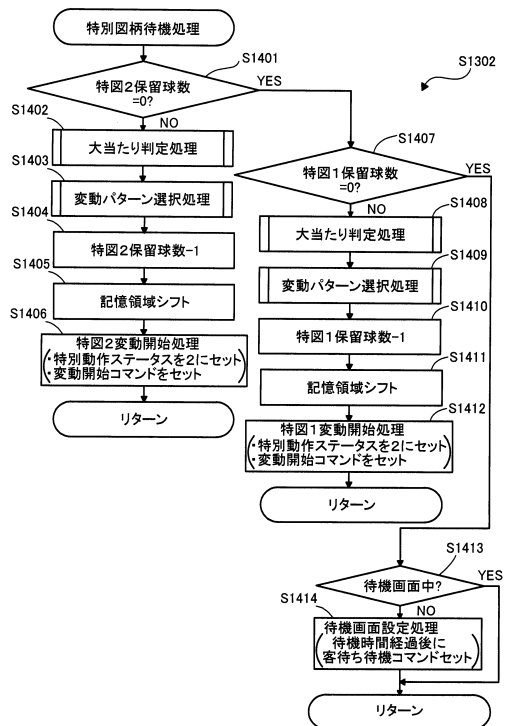 特別図柄待機処理
S1401
S1302
特図2保留球数
=0?
YES
NO
S1402
大当たり判定処理
S1403
変動パターン選択処理
S1404
特図2保留球数-1
S1405
記憶領域シフト
S1406
特図2変動開始処理
・特別動作ステータスを2にセット
・変動開始コマンドをセット
リターン
S1407
特図1保留球数
=0?
YES
NO
S1408
大当たり判定処理
S1409
変動パターン選択処理
S1410
特図1保留球数-1
S1411
記憶領域シフト
S1412
特図1変動開始処理
・特別動作ステータスを2にセット
・変動開始コマンドをセット
リターン
S1413
待機画面中?
YES
NO
S1414
待機画面設定処理
待機時間経過後に
客待ち待機コマンドセット
リターン